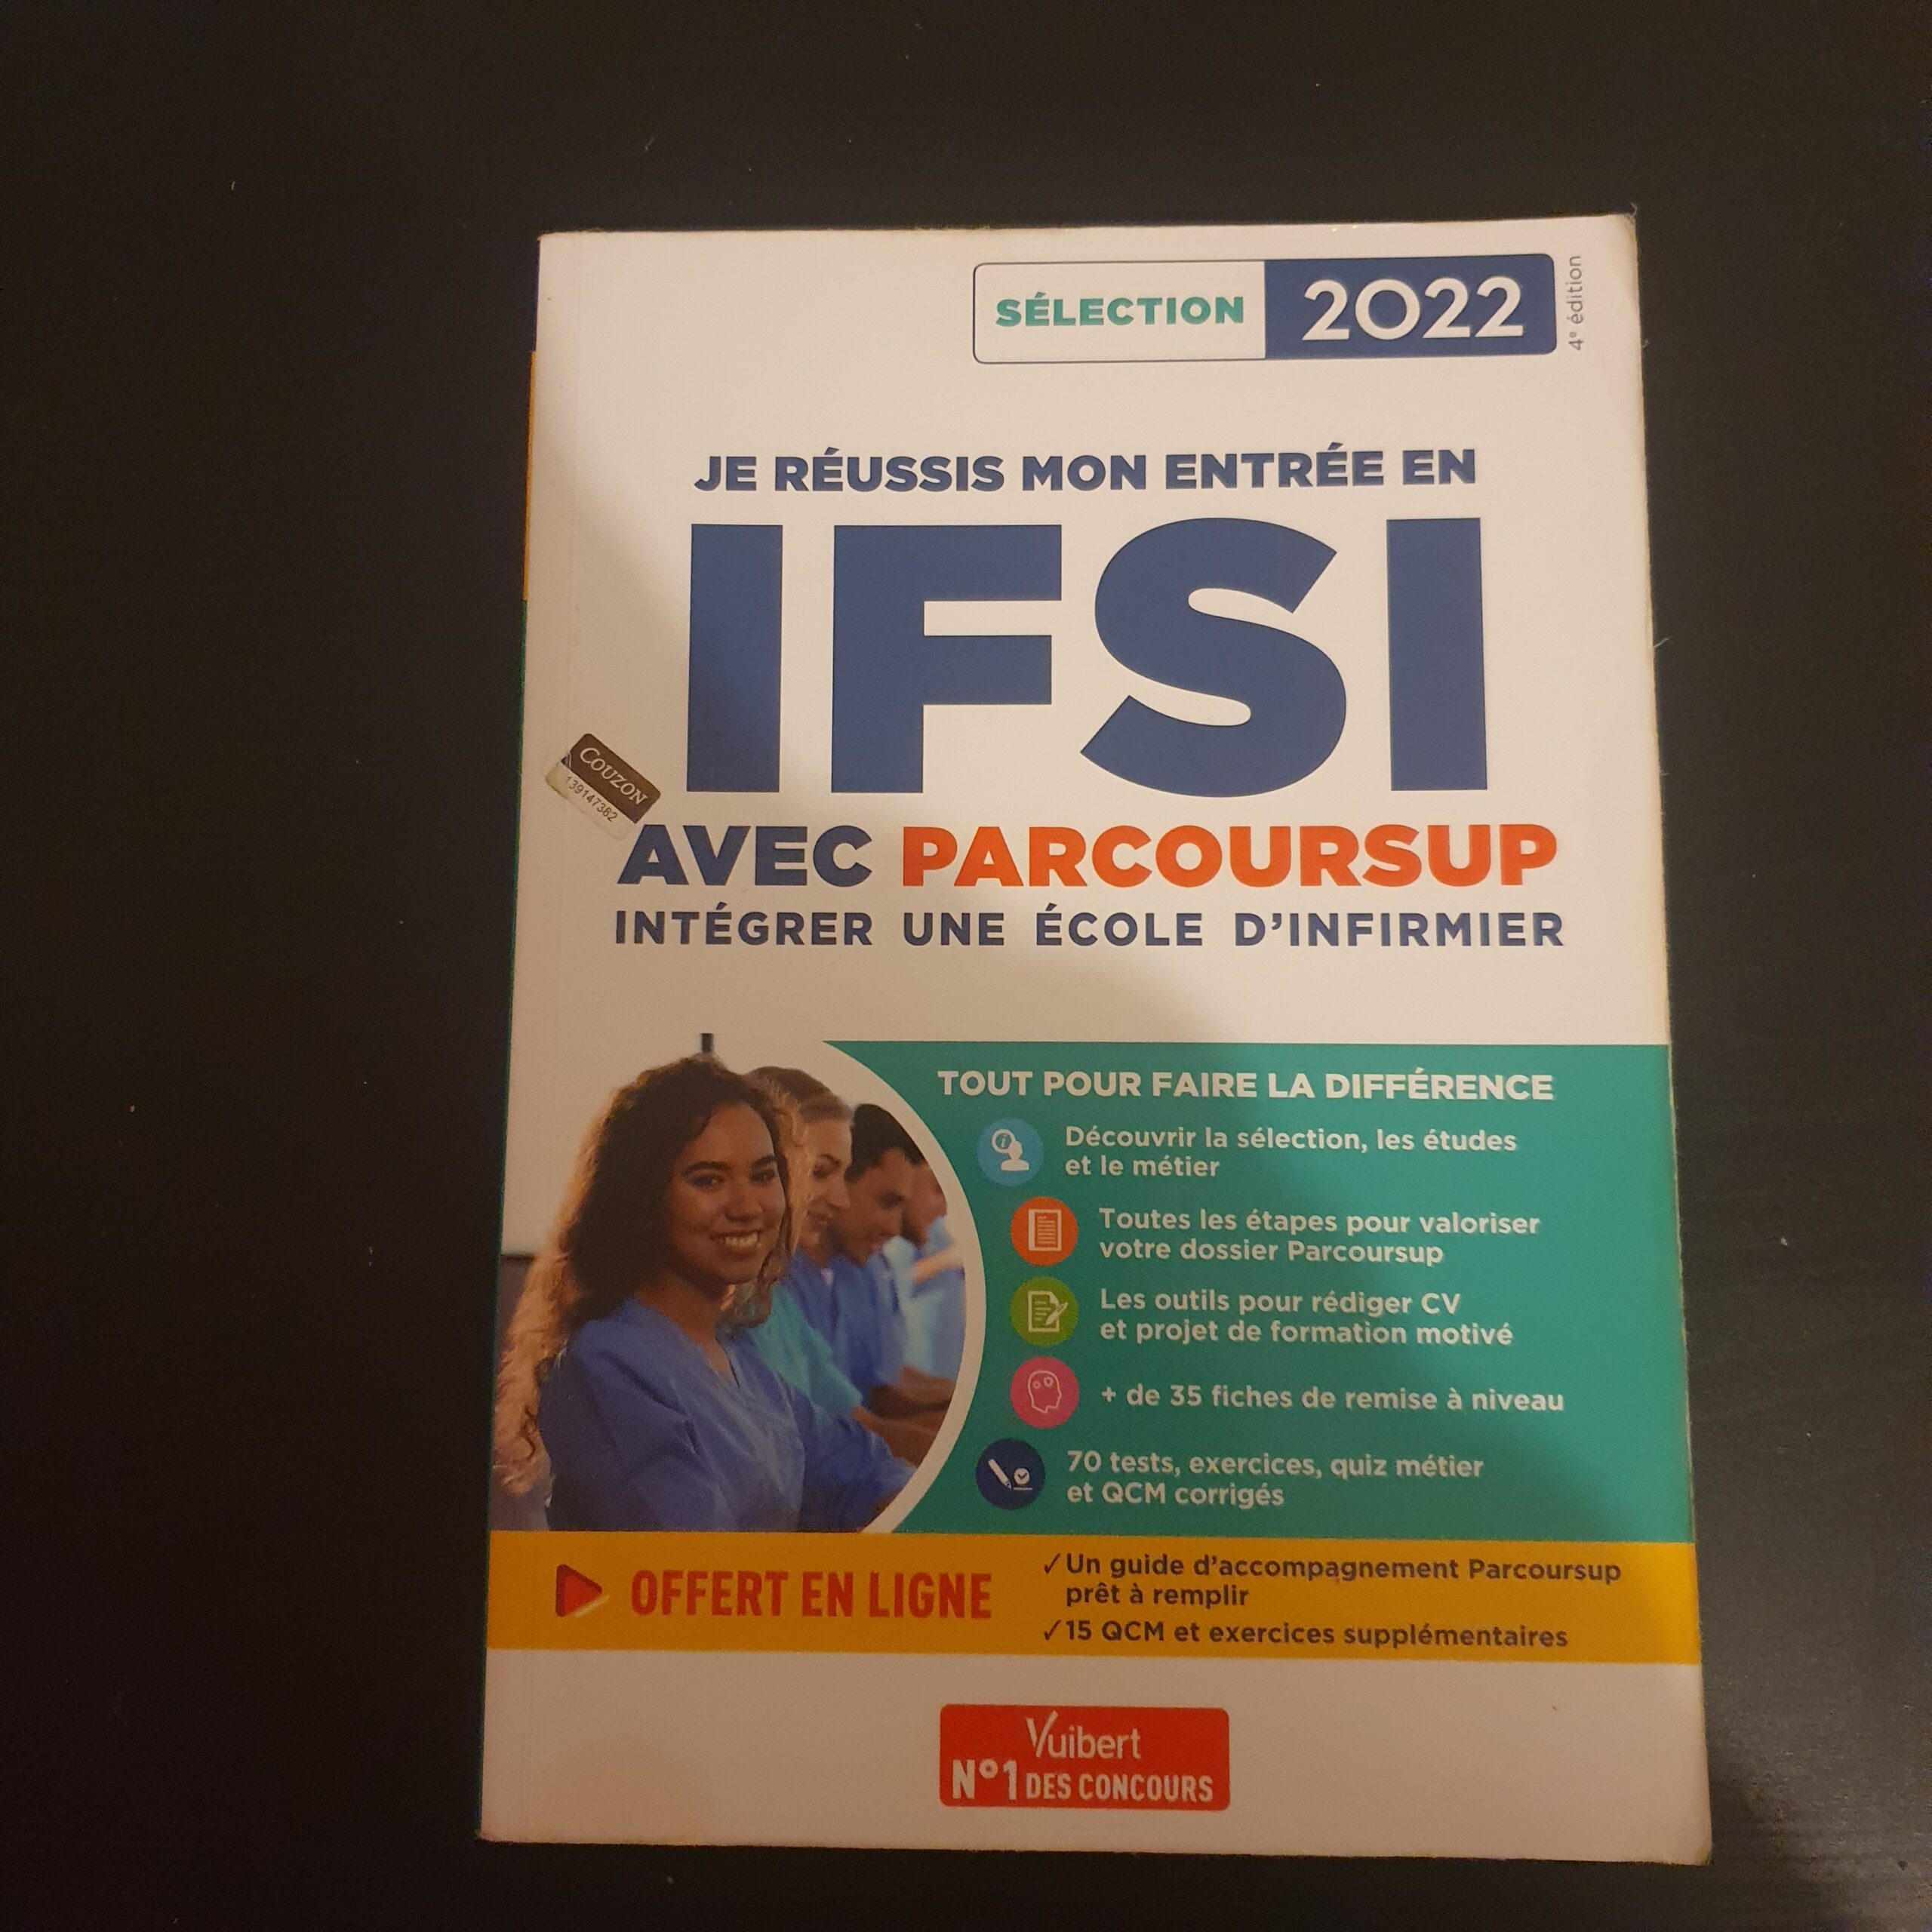 SÉLECTION 2022
4e édition
JE RÉUSSIS MON ENTRÉE EN
IFSI
COUZON
139147382
AVEC PARCOURSUP
INTÉGRER UNE ÉCOLE D'INFIRMIER
TOUT POUR FAIRE LA DIFFÉRENCE
Découvrir la sélection, les études
et le métier
Toutes les étapes pour valoriser
votre dossier Parcoursup
Les outils pour rédiger CV
et projet de formation motivé
+ de 35 fiches de remise à niveau
70 tests, exercices, quiz métier
et QCM corrigés
OFFERT EN LIGNE
✓Un guide d'accompagnement Parcoursup
prêt à remplir
✓15 QCM et exercices supplémentaires
Vuibert
N°1 DES CONCOURS